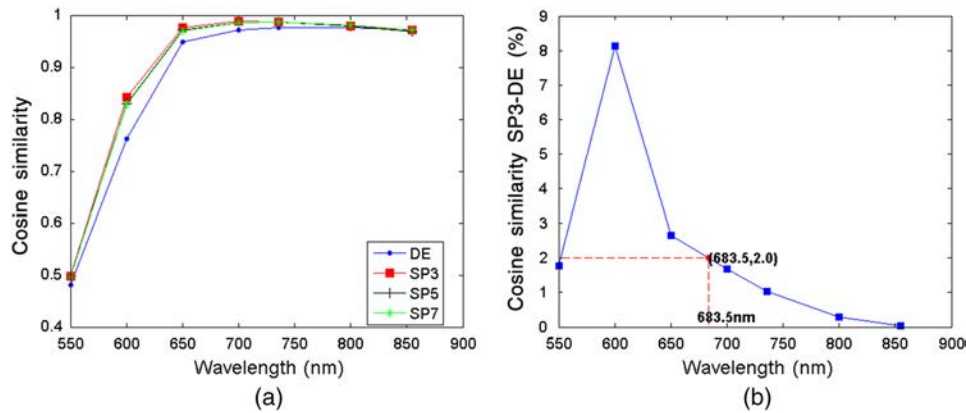 Cosine similarity
1
0.9
0.8
0.7
0.6
0.5
0.4
550 600 650 700 750 800 850 900
Wavelength (nm)
DE
SP3
SP5
SP7
(a)
Cosine similarity SP3-DE (%)
9
8
7
6
5
4
3
2
1
0
(683.5,2.0)
683.5nm
550 600 650 700 750 800 850 900
Wavelength (nm)
(b)